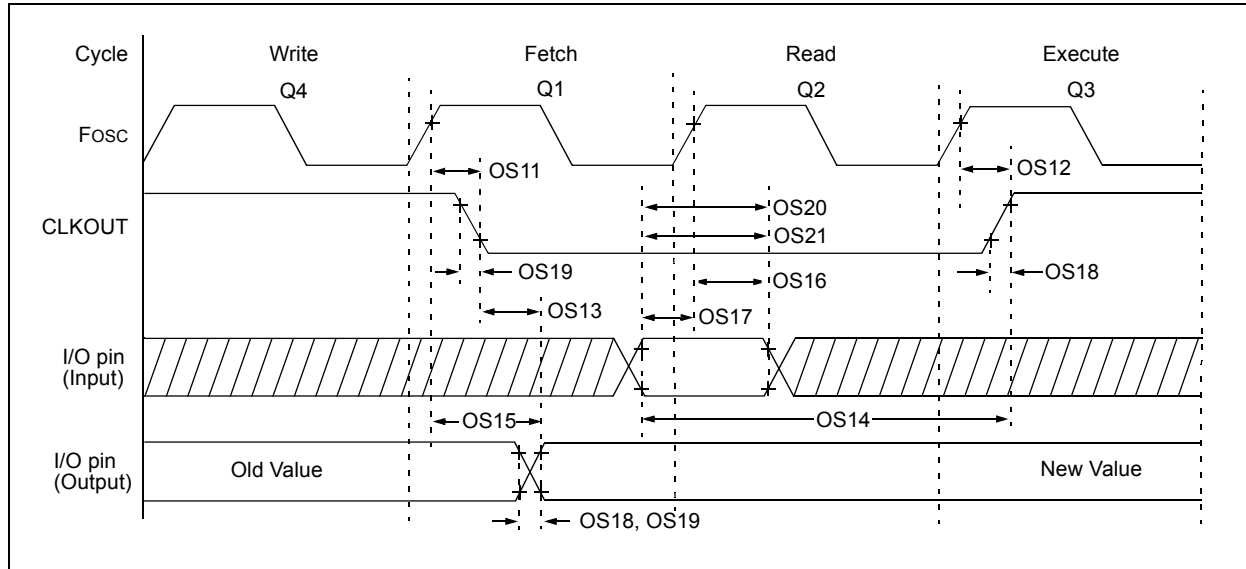 Cycle Write Fetch Read Execute
Q4 Q1 Q2 Q3
Fosc
OS11 OS12
OS20
CLKOUT
OS21
OS19 OS18
OS16
OS13 OS17
I/O pin
(Input)
OS15 OS14
I/O pin
(Output)
Old Value New Value
OS18, OS19